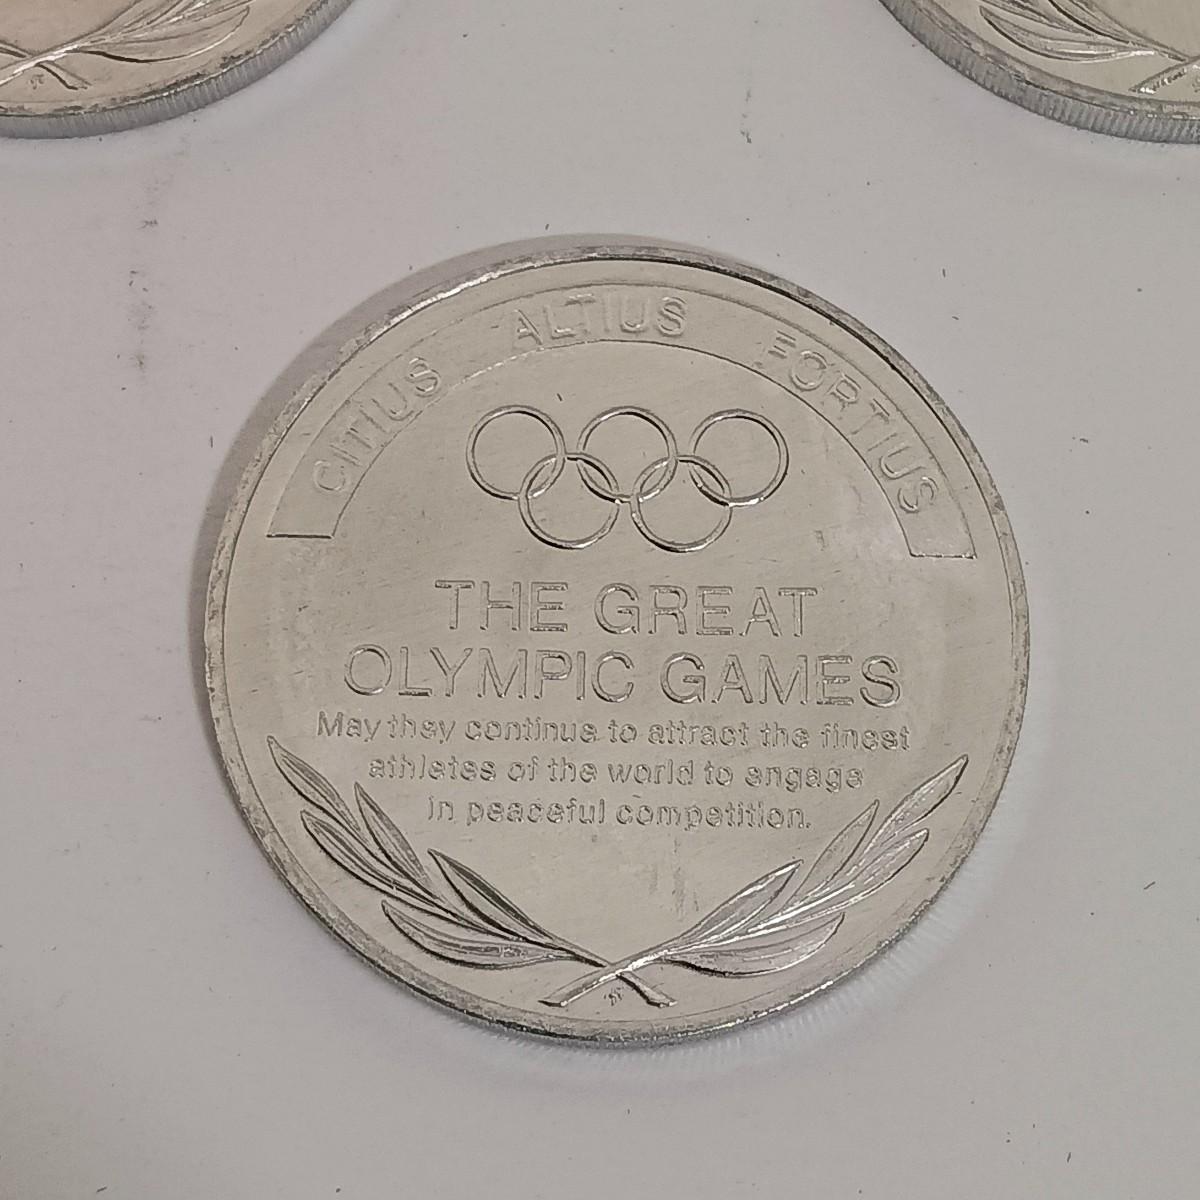 CITIUS ALTIUS FORTIUS
THE GREAT
OLYMPIC GAMES
May they continue to attract the finest
athletes of the world to engage
in peaceful competition.